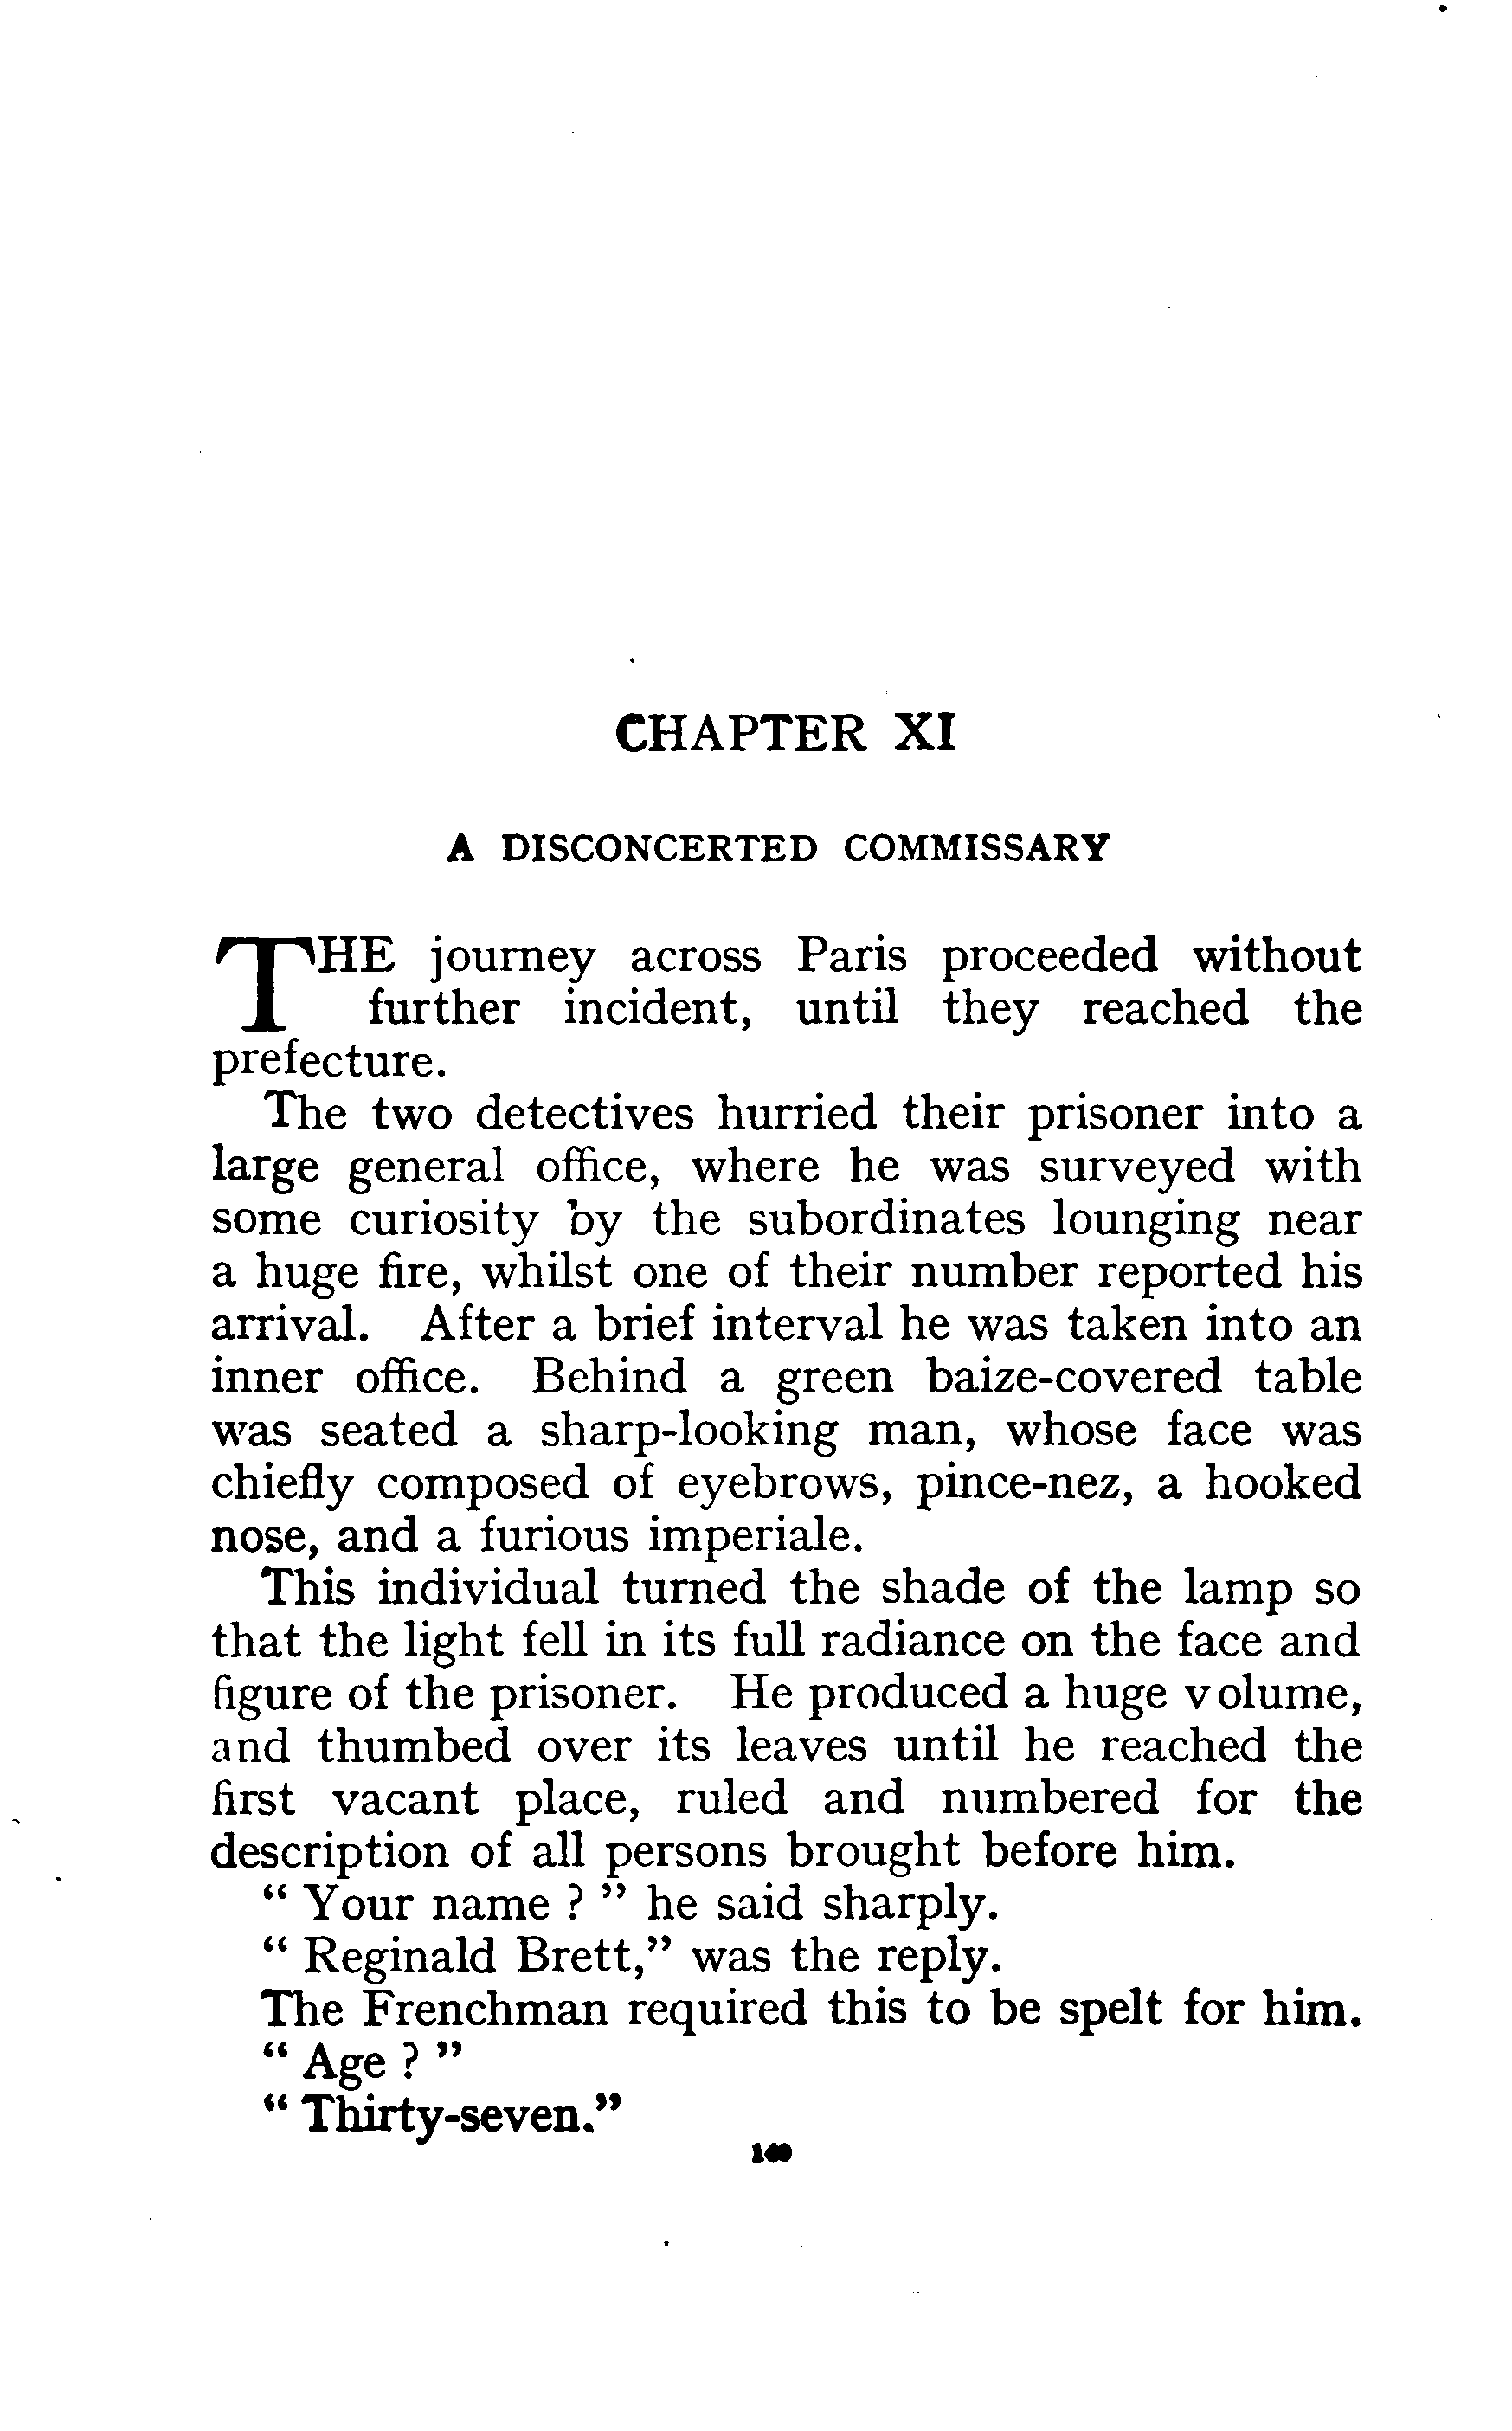 CHAPTER XI
A DISCONCERTED COMMISSARY
THE journey across Paris proceeded without
further incident, until they reached the
prefecture.
The two detectives hurried their prisoner into a
large general office, where he was surveyed with
some curiosity by the subordinates lounging near
a huge fire, whilst one of their number reported his
arrival. After a brief interval he was taken into an
inner office. Behind a green baize-covered table
was seated a sharp-looking man, whose face was
chiefly composed of eyebrows, pince-nez, a hooked
nose, and a furious imperiale.
This individual turned the shade of the lamp so
that the light fell in its full radiance on the face and
figure of the prisoner. He produced a huge volume,
and thumbed over its leaves until he reached the
first vacant place, ruled and numbered for the
description of all persons brought before him.
" Your name ? " he said sharply.
" Reginald Brett," was the reply.
The Frenchman required this to be spelt for him.
" Age ? "
" Thirty-seven."